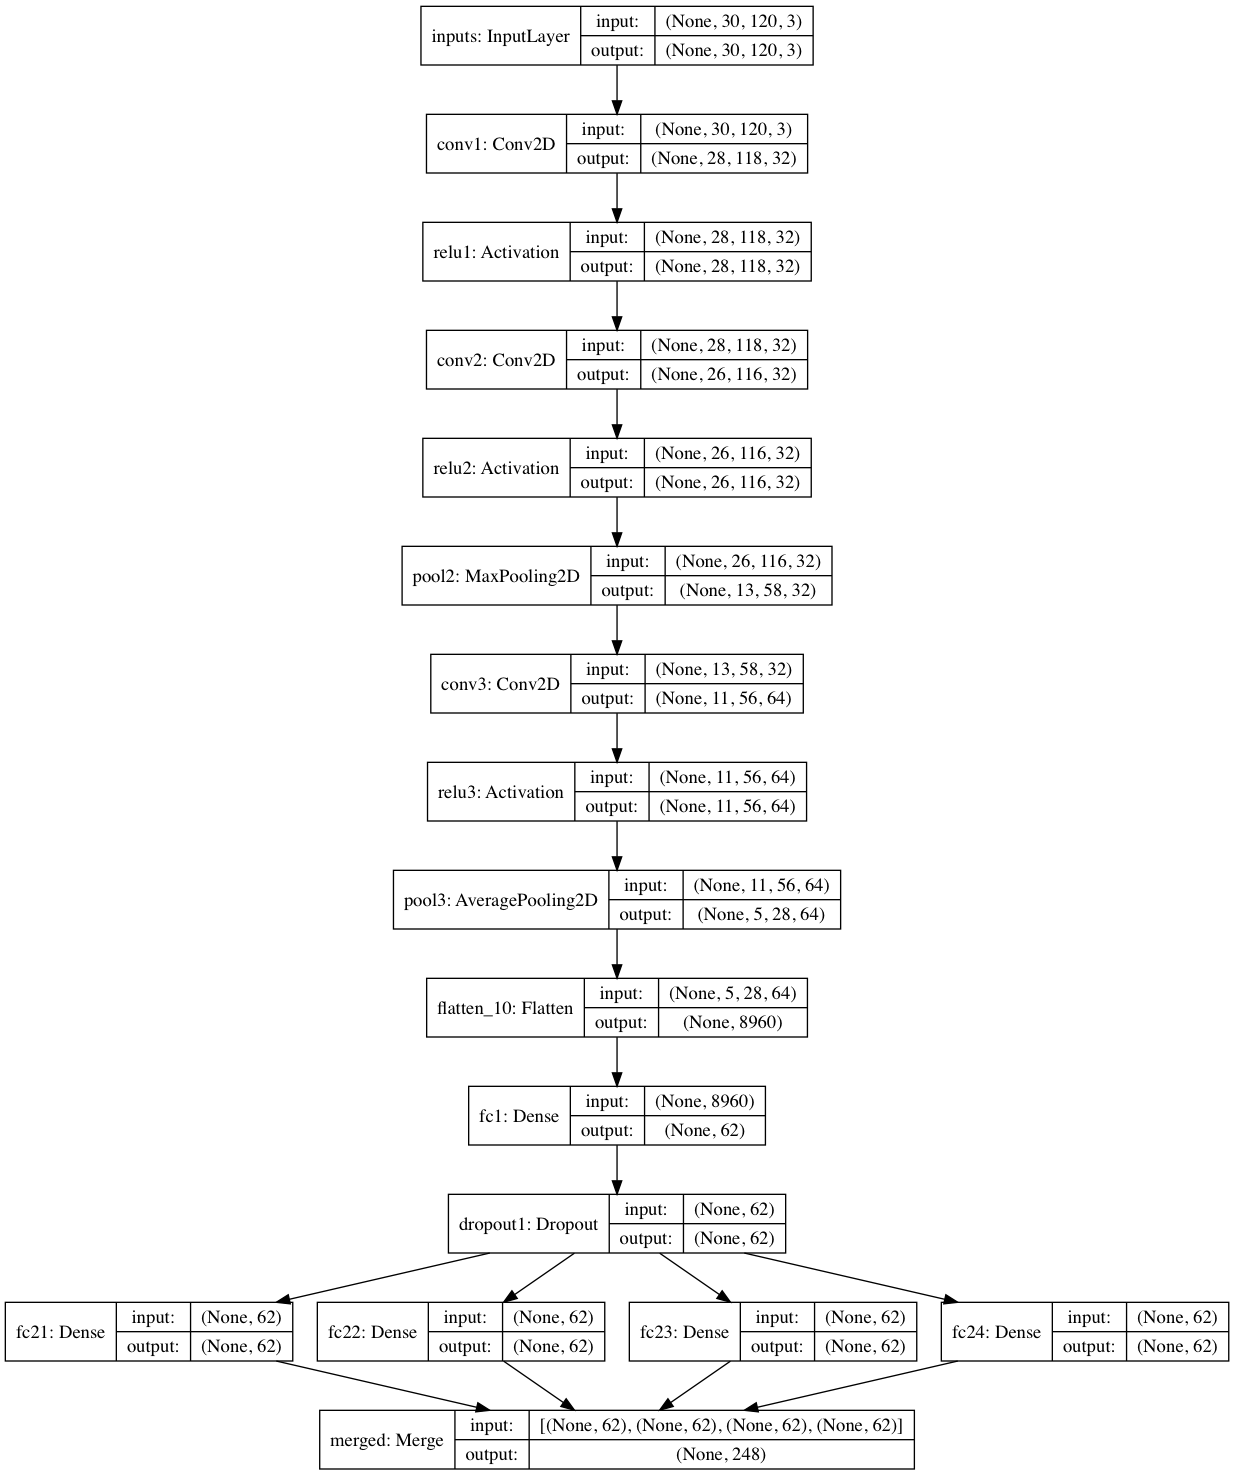 inputs: InputLayer
input: (None, 30, 120, 3)
output: (None, 30, 120, 3)
conv1: Conv2D
input: (None, 30, 120, 3)
output: (None, 28, 118, 32)
relu1: Activation
input: (None, 28, 118, 32)
output: (None, 28, 118, 32)
conv2: Conv2D
input: (None, 28, 118, 32)
output: (None, 26, 116, 32)
relu2: Activation
input: (None, 26, 116, 32)
output: (None, 26, 116, 32)
pool2: MaxPooling2D
input: (None, 26, 116, 32)
output: (None, 13, 58, 32)
conv3: Conv2D
input: (None, 13, 58, 32)
output: (None, 11, 56, 64)
relu3: Activation
input: (None, 11, 56, 64)
output: (None, 11, 56, 64)
pool3: AveragePooling2D
input: (None, 11, 56, 64)
output: (None, 5, 28, 64)
flatten_10: Flatten
input: (None, 5, 28, 64)
output: (None, 8960)
fc1: Dense
input: (None, 8960)
output: (None, 62)
dropout1: Dropout
input: (None, 62)
output: (None, 62)
fc21: Dense
input: (None, 62)
output: (None, 62)
fc22: Dense
input: (None, 62)
output: (None, 62)
fc23: Dense
input: (None, 62)
output: (None, 62)
fc24: Dense
input: (None, 62)
output: (None, 62)
merged: Merge
input: [(None, 62), (None, 62), (None, 62), (None, 62)]
output: (None, 248)